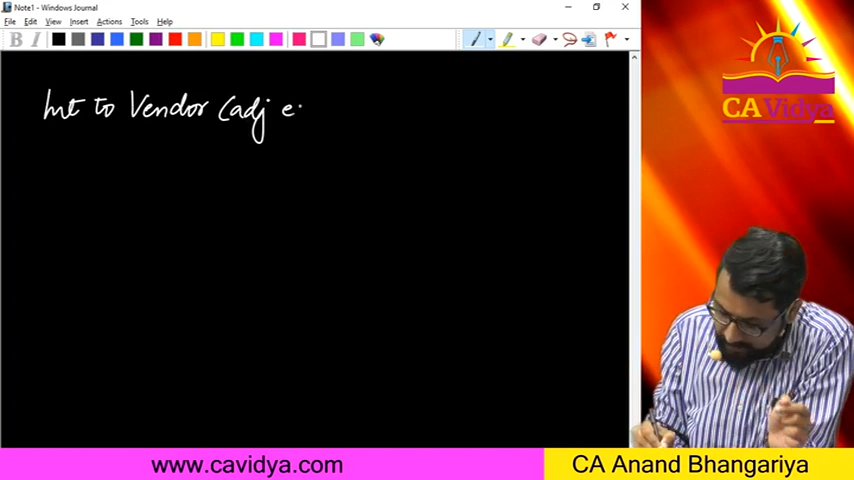 Note1 - Windows Journal
File Edit View Insert Actions Tools Help
B I
Int to Vendor (adj e.
CA Vidya
www.cavidya.com
CA Anand Bhangariya